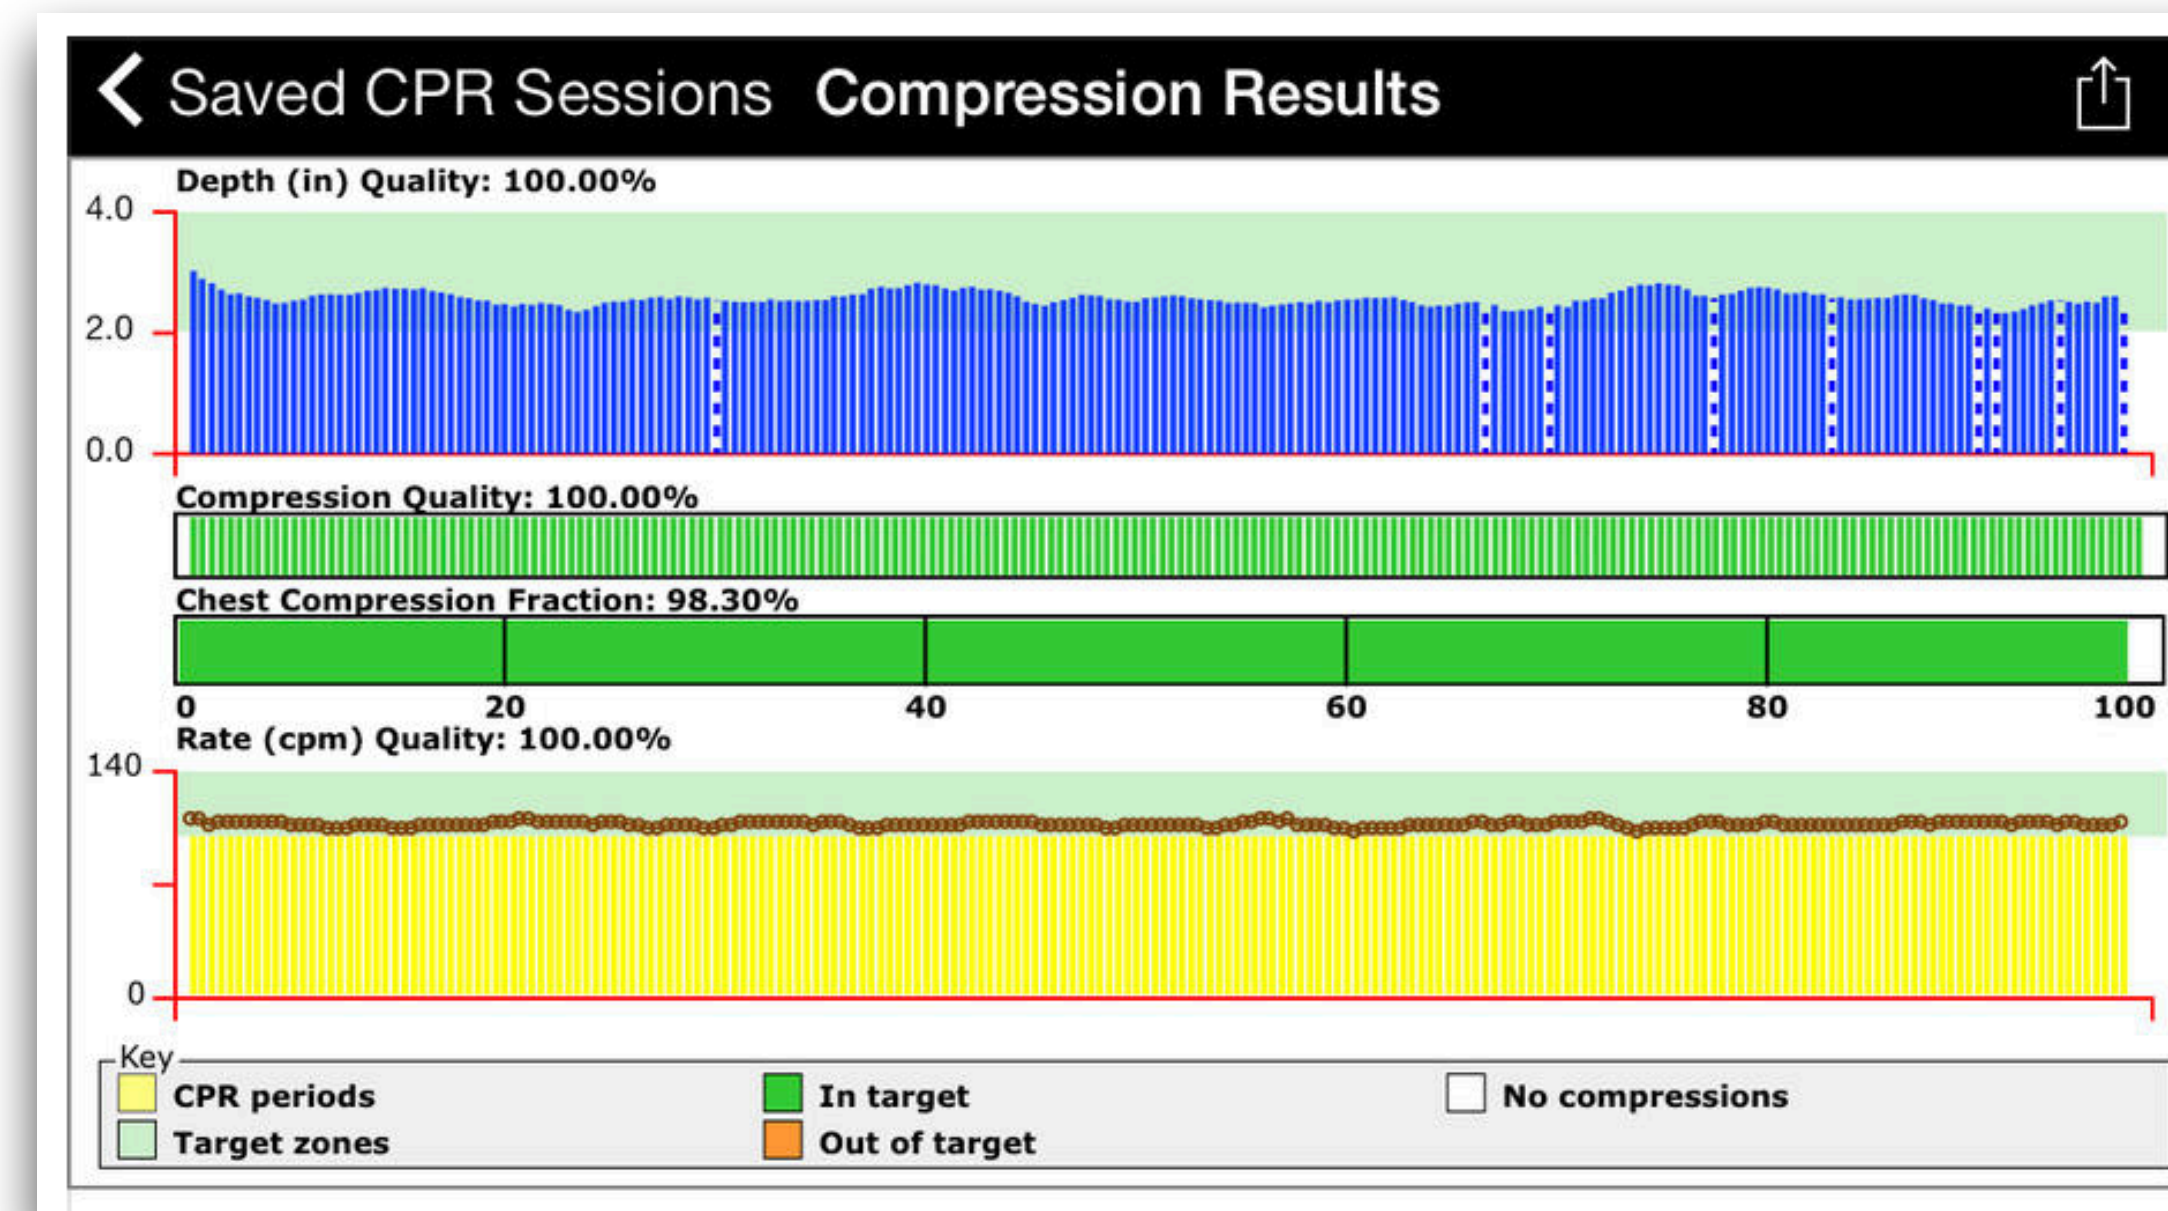 Saved CPR Sessions Compression Results
Depth (in) Quality: 100.00%
4.0
2.0
0.0
Compression Quality: 100.00%
Chest Compression Fraction: 98.30%
0 20 40 60 80 100
Rate (cpm) Quality: 100.00%
140
0
Key
CPR periods In target No compressions
Target zones Out of target